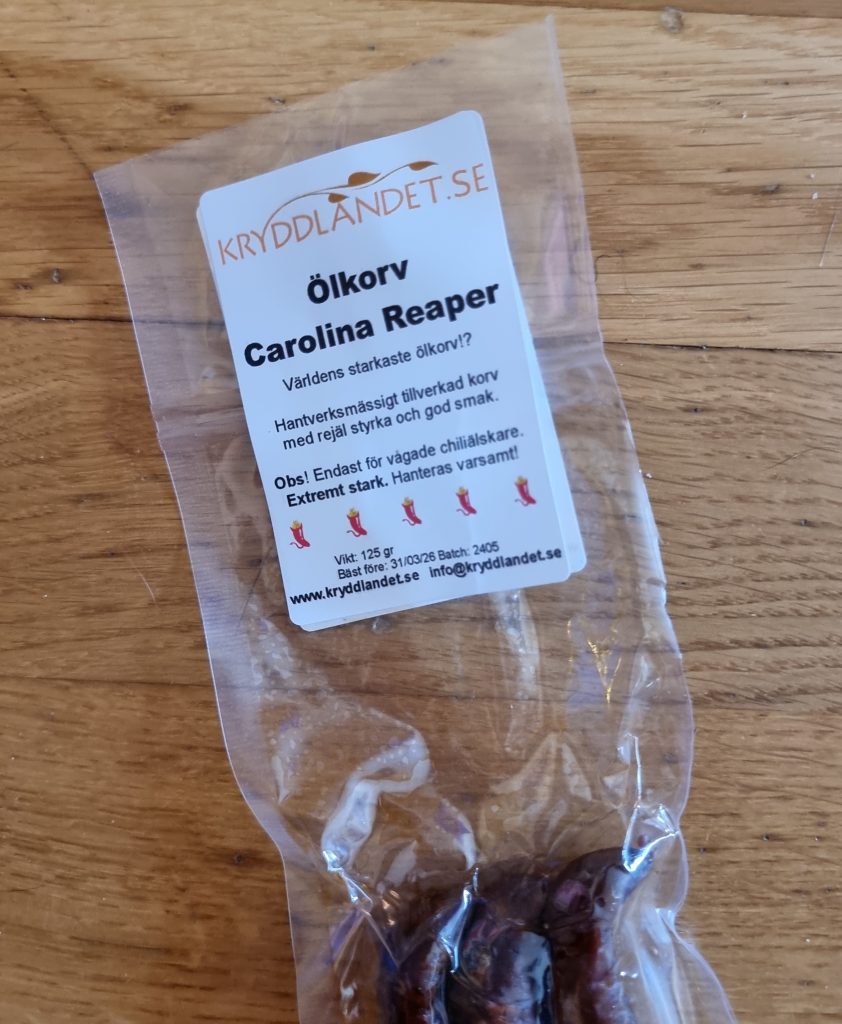 KRYDDLANDET.SE
Ölkorv
Carolina Reaper
Världens starkaste ölkorv!?
Hantverksmässigt tillverkad korv
med rejäl styrka och god smak.
Obs! Endast för vågade chiliälskare.
Extremt stark. Hanteras varsamt!
Vikt: 125 gr
Bäst före: 31/03/26 Batch: 2405
www.kryddlandet.se info@kryddlandet.se